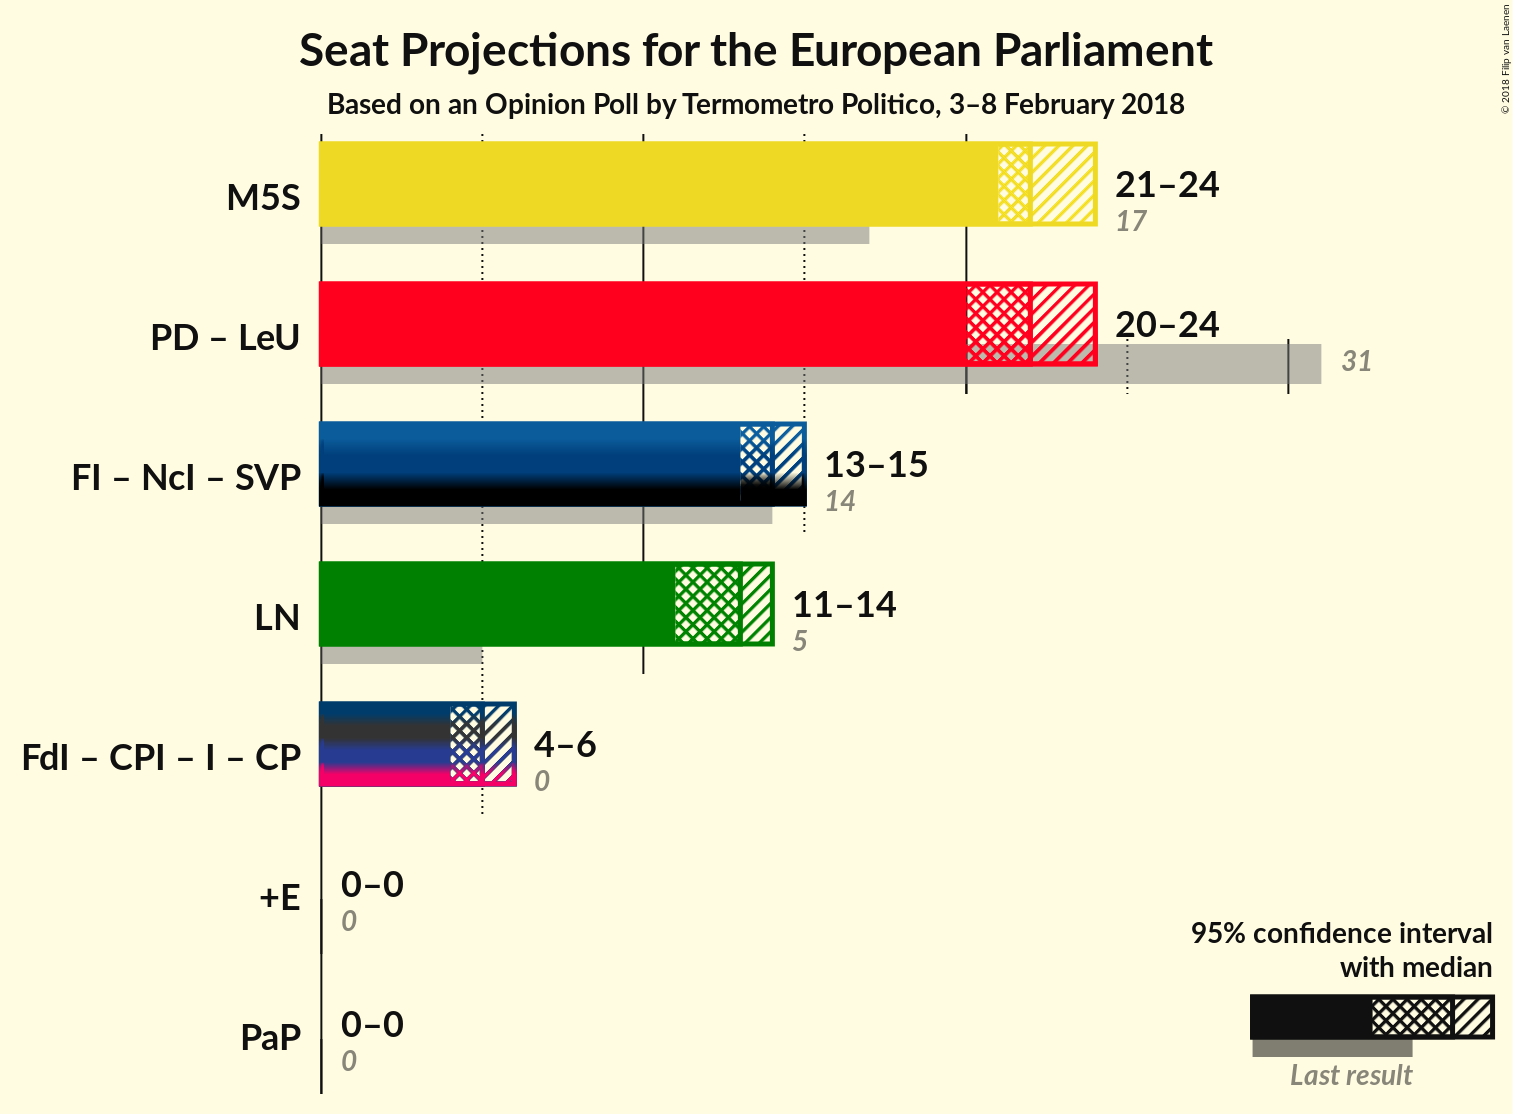 Seat Projections for the European Parliament
Based on an Opinion Poll by Termometro Politico, 3–8 February 2018
© 2018 Filip van Laenen
M5S
21–24
17
PD – LeU
20–24
31
FI – NcI – SVP
13–15
14
LN
11–14
5
FdI – CPI – I – CP
4–6
0
+E
0–0
0
PaP
0–0
0
95% confidence interval
with median
Last result